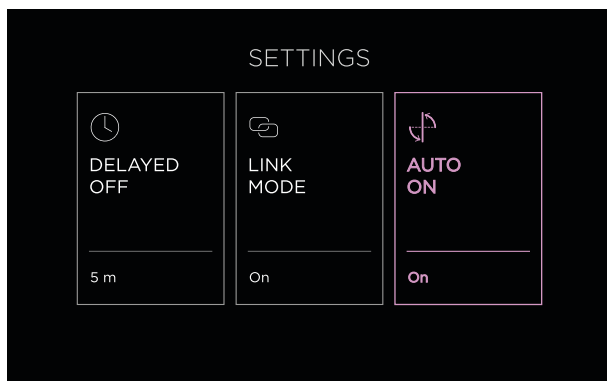 SETTINGS
DELAYED
OFF
5 m
LINK
MODE
On
AUTO
ON
On